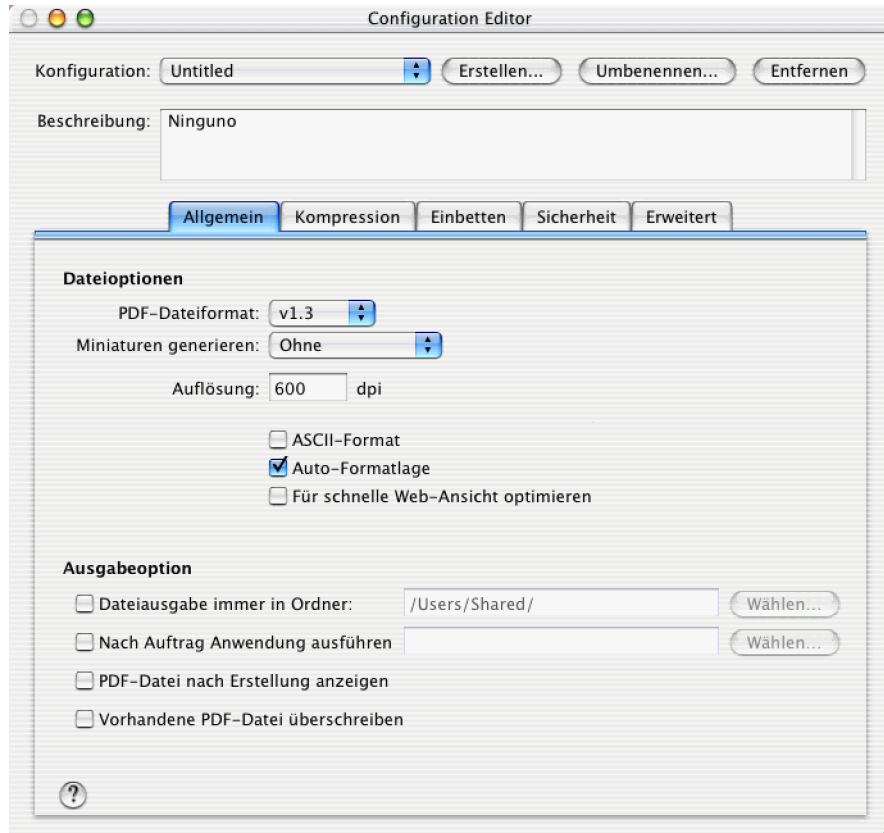 Configuration Editor
Konfiguration: Untitled Erstellen... Umbenennen... Entfernen
Beschreibung: Ninguno
Allgemein Kompression Einbetten Sicherheit Erweitert
Dateioptionen
PDF-Dateiformat: v1.3
Miniaturen generieren: Ohne
Auflösung: 600 dpi
ASCII-Format
Auto-Formatlage
Für schnelle Web-Ansicht optimieren
Ausgabeoption
Dateiausgabe immer in Ordner: /Users/Shared/ Wählen...
Nach Auftrag Anwendung ausführen Wählen...
PDF-Datei nach Erstellung anzeigen
Vorhandene PDF-Datei überschreiben
?